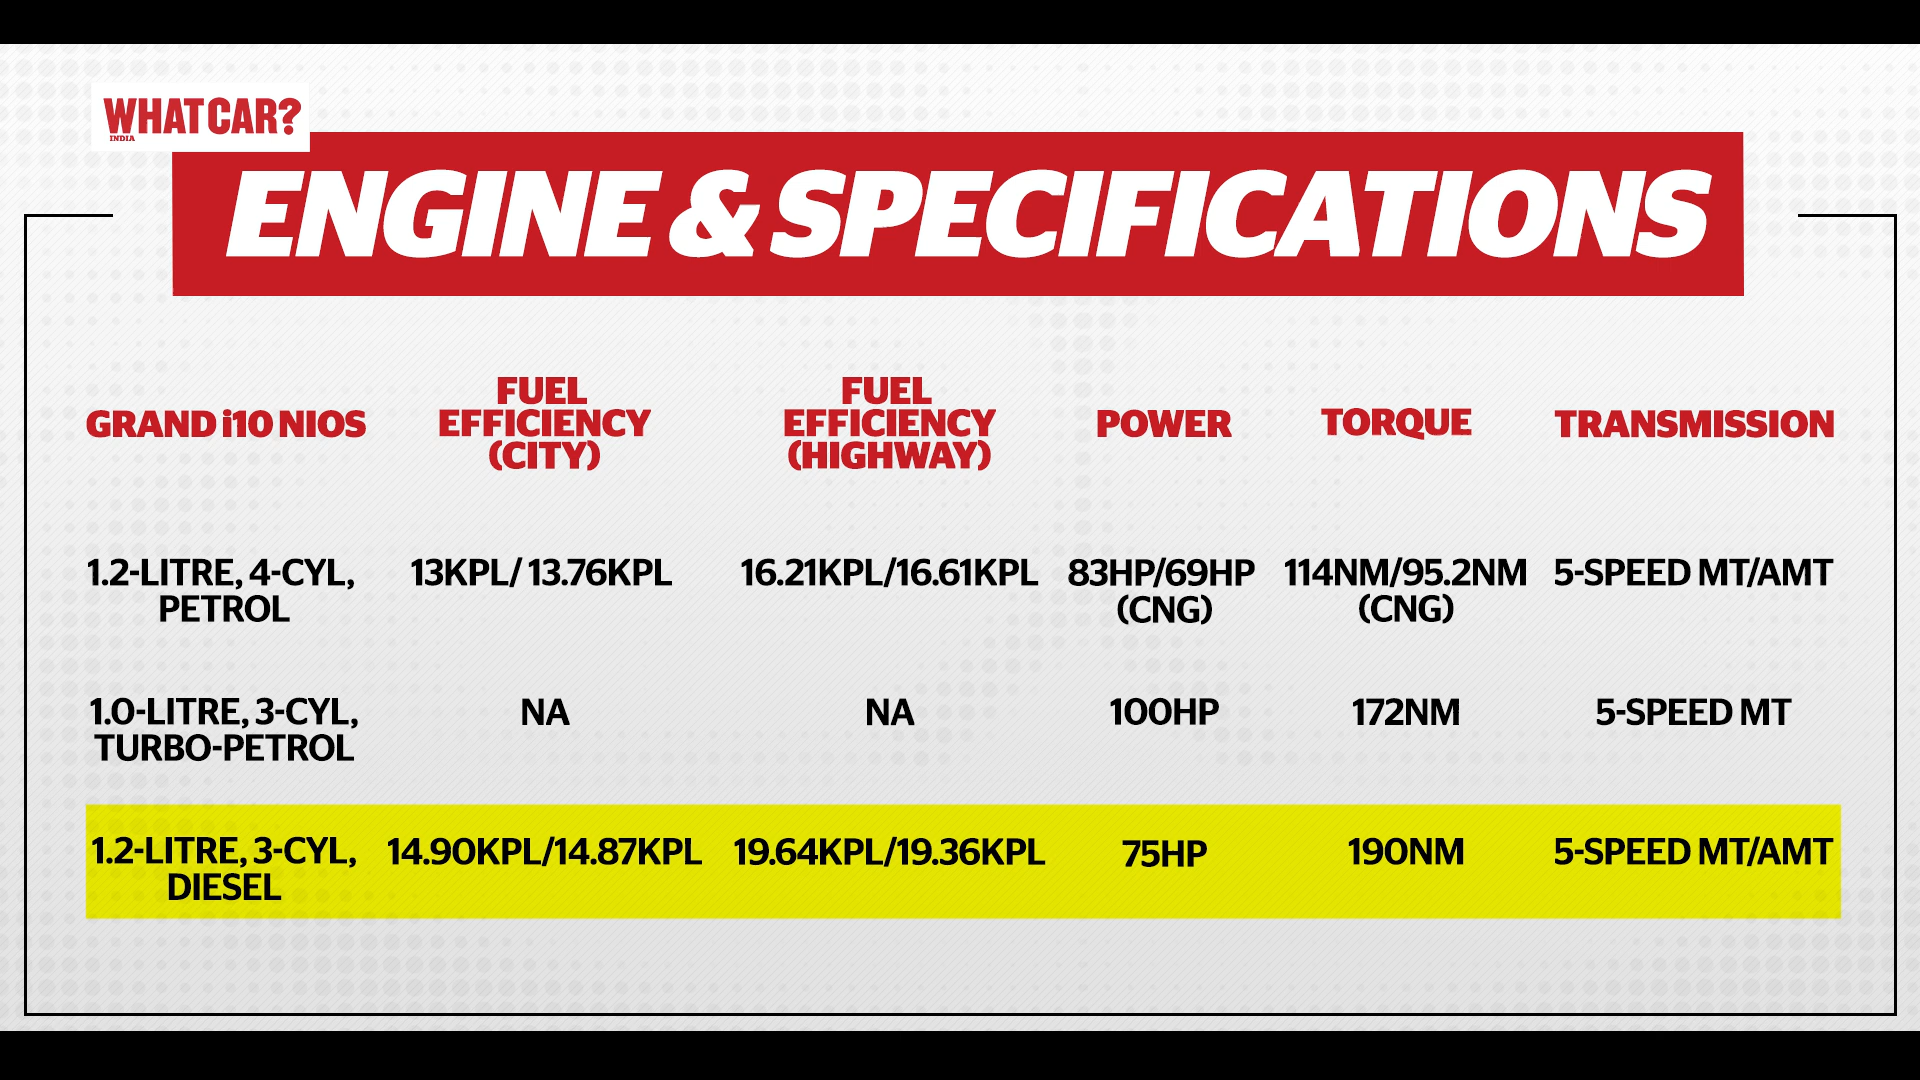 WHAT CAR?
INDIA
ENGINE & SPECIFICATIONS
GRAND i10 NIOS
FUEL
EFFICIENCY
(CITY)
FUEL
EFFICIENCY
(HIGHWAY)
POWER
TORQUE
TRANSMISSION
1.2-LITRE, 4-CYL,
PETROL
13KPL/ 13.76KPL
16.21KPL/16.61KPL
83HP/69HP
(CNG)
114NM/95.2NM
(CNG)
5-SPEED MT/AMT
1.0-LITRE, 3-CYL,
TURBO-PETROL
NA
NA
100HP
172NM
5-SPEED MT
1.2-LITRE, 3-CYL,
DIESEL
14.90KPL/14.87KPL
19.64KPL/19.36KPL
75HP
190NM
5-SPEED MT/AMT